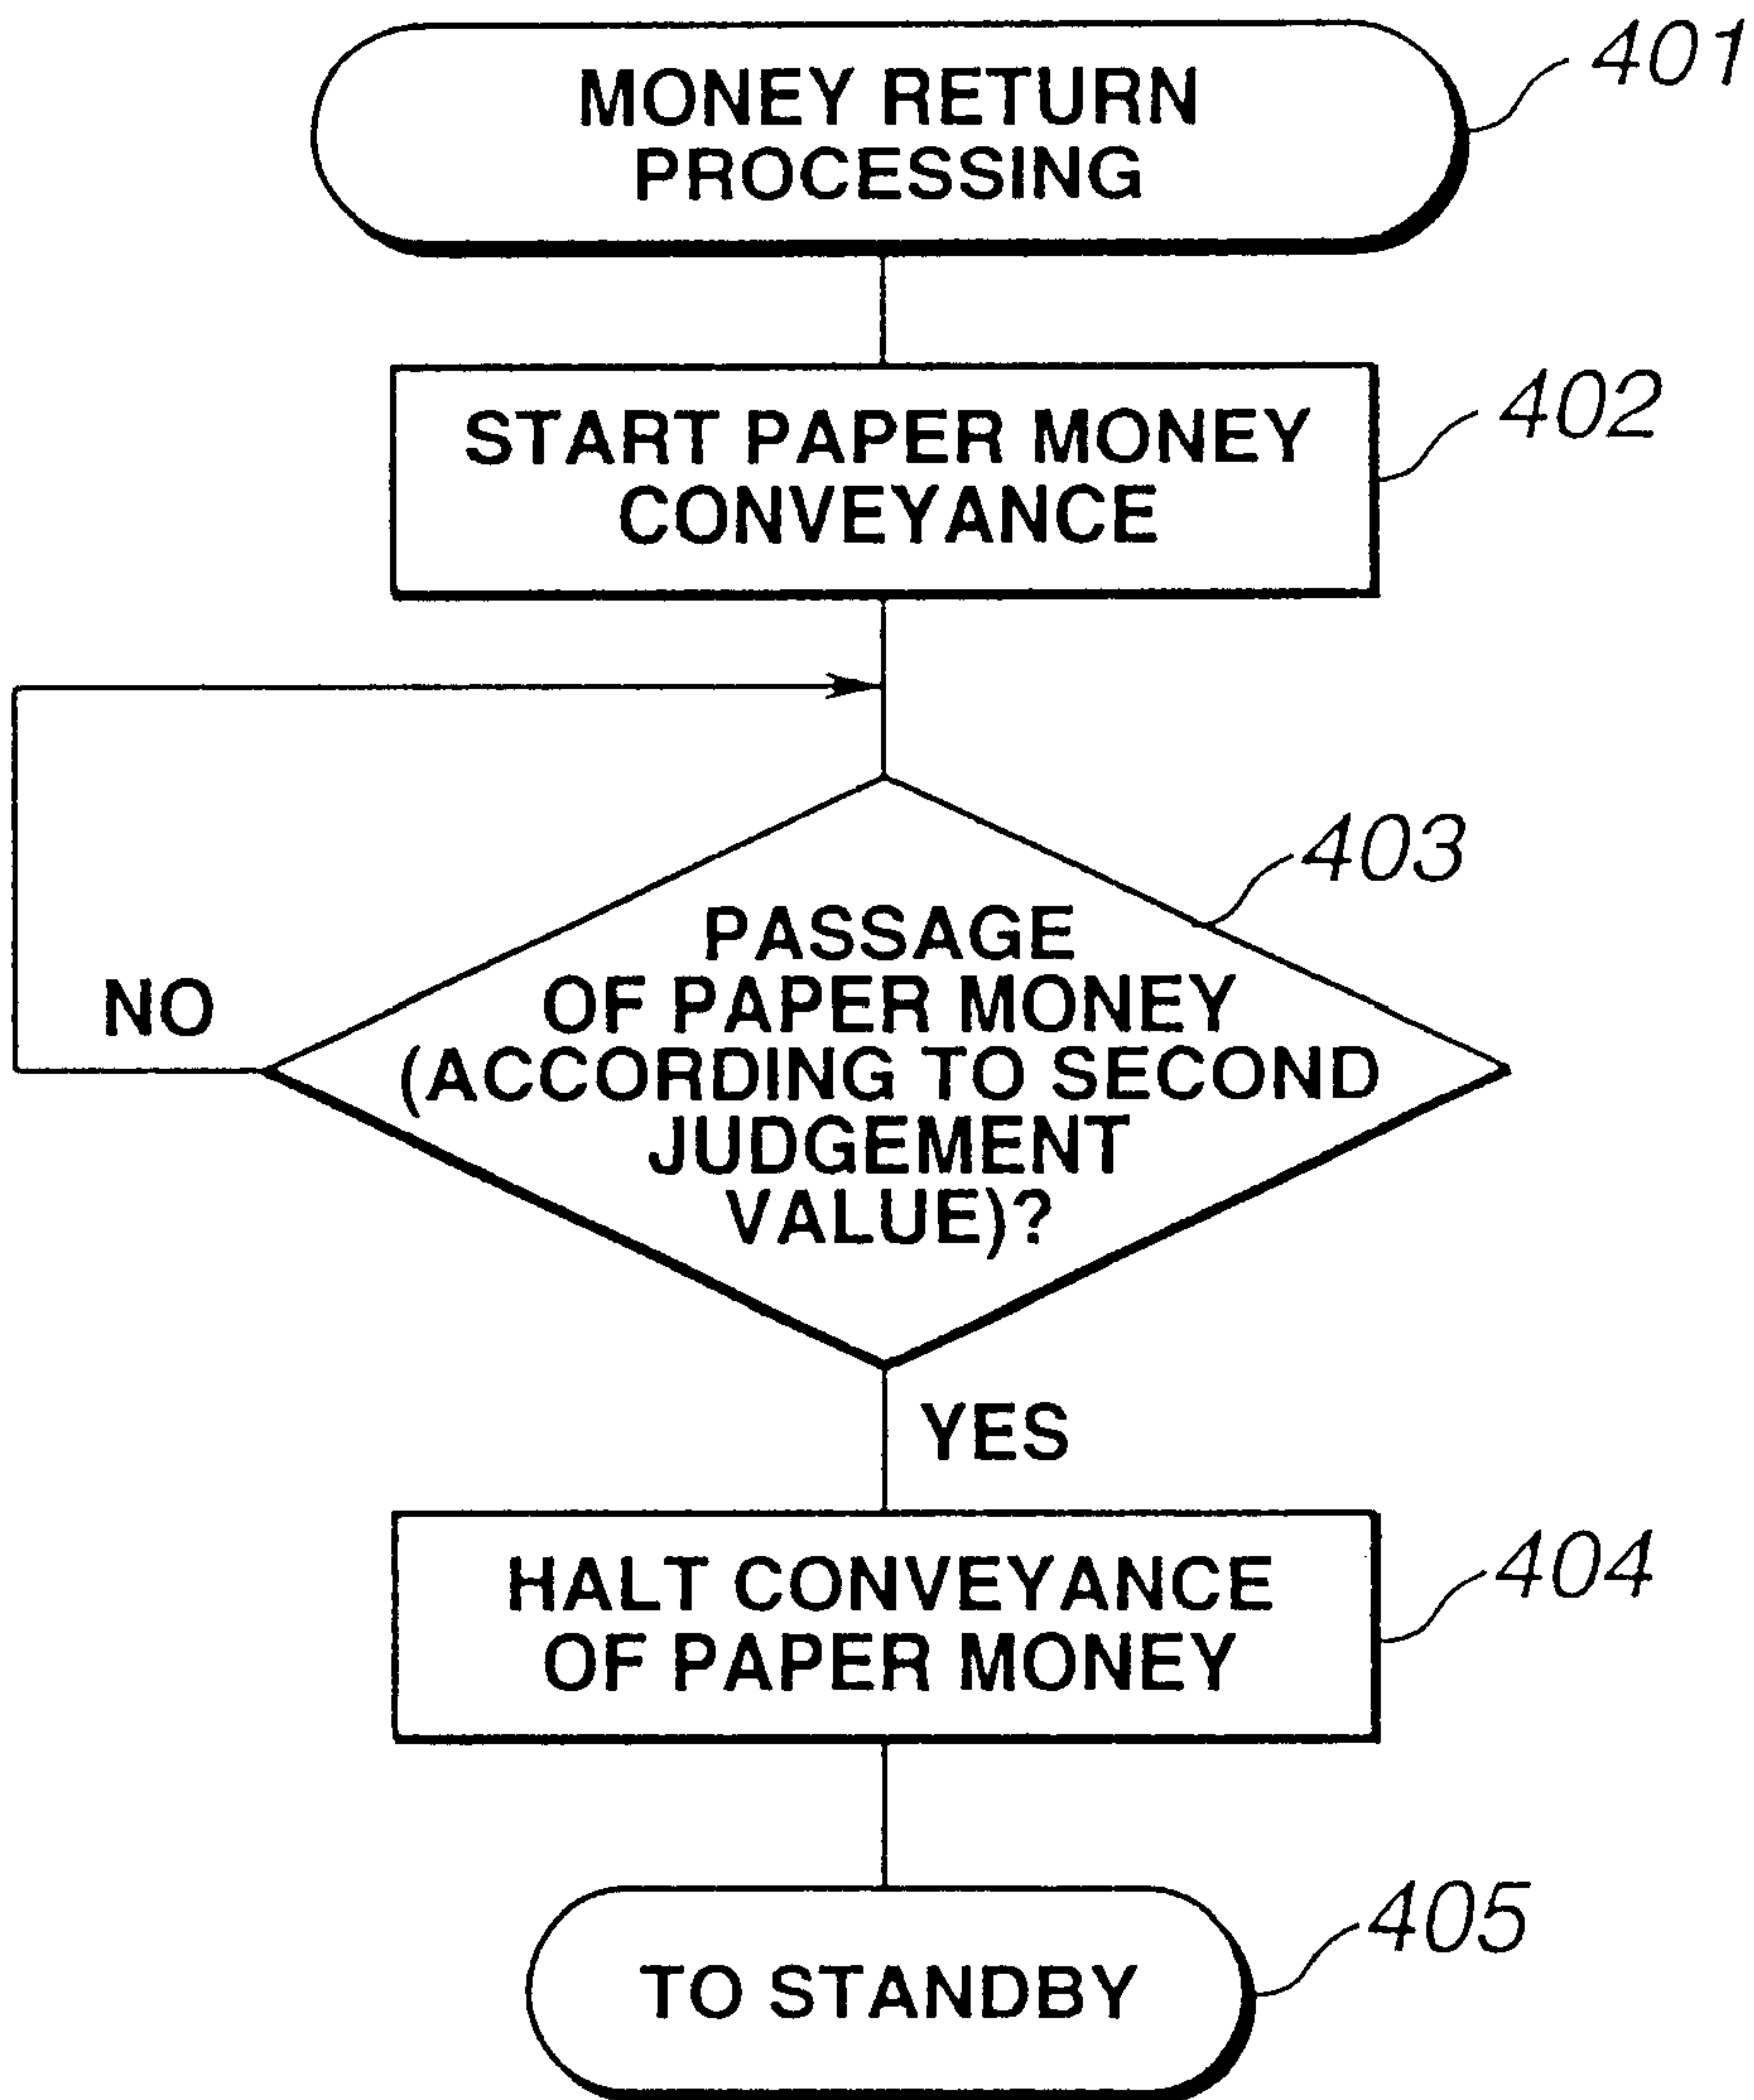 MONEY RETURN
PROCESSING
401
START PAPER MONEY
CONVEYANCE
402
403
PASSAGE
OF PAPER MONEY
(ACCORDING TO SECOND
JUDGEMENT
VALUE)?
NO
YES
HALT CONVEYANCE
OF PAPER MONEY
404
TO STANDBY
405